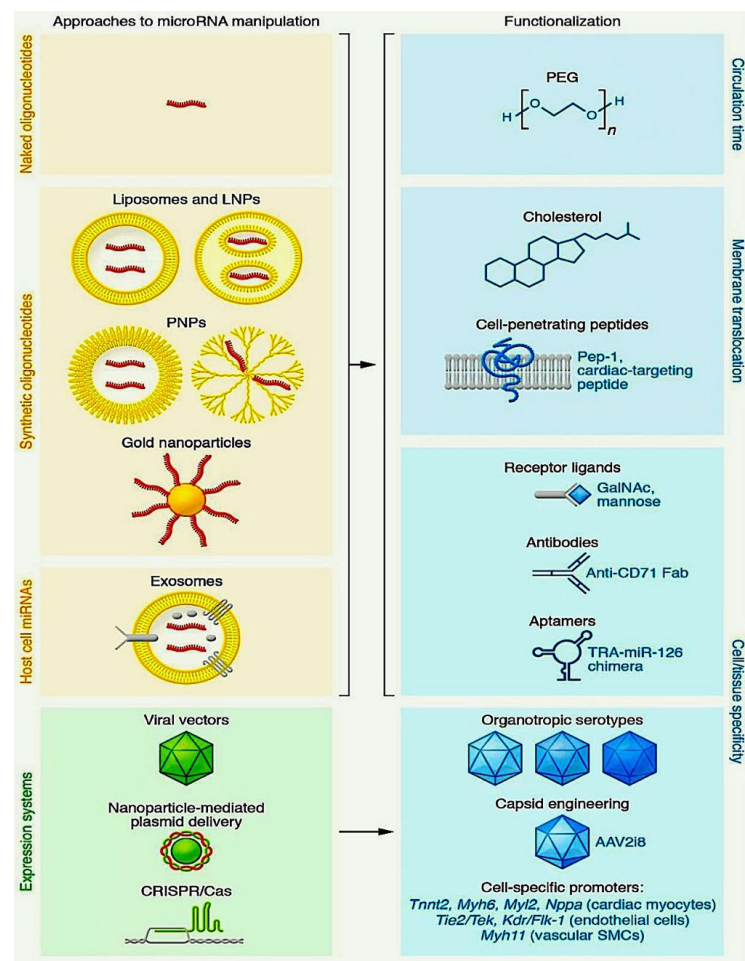 Approaches to microRNA manipulation
Naked oligonucleotides
Synthetic oligonucleotides
Liposomes and LNPs
PNPs
Gold nanoparticles
Host cell miRNAs
Exosomes
Expression systems
Viral vectors
Nanoparticle-mediated
plasmid delivery
CRISPR/Cas
Functionalization
PEG
H
O
O
H
n
Circulation time
Cholesterol
Cell-penetrating peptides
Pep-1,
cardiac-targeting
peptide
Membrane translocation
Receptor ligands
GalNAc,
mannose
Antibodies
Anti-CD71 Fab
Aptamers
TRA-miR-126
chimera
Cell/tissue specificity
Organotropic serotypes
Capsid engineering
AAV2i8
Cell-specific promoters:
Tnnt2, Myh6, Myl2, Nppa (cardiac myocytes)
Tie2/Tek, Kdr/Flk-1 (endothelial cells)
Myh11 (vascular SMCs)